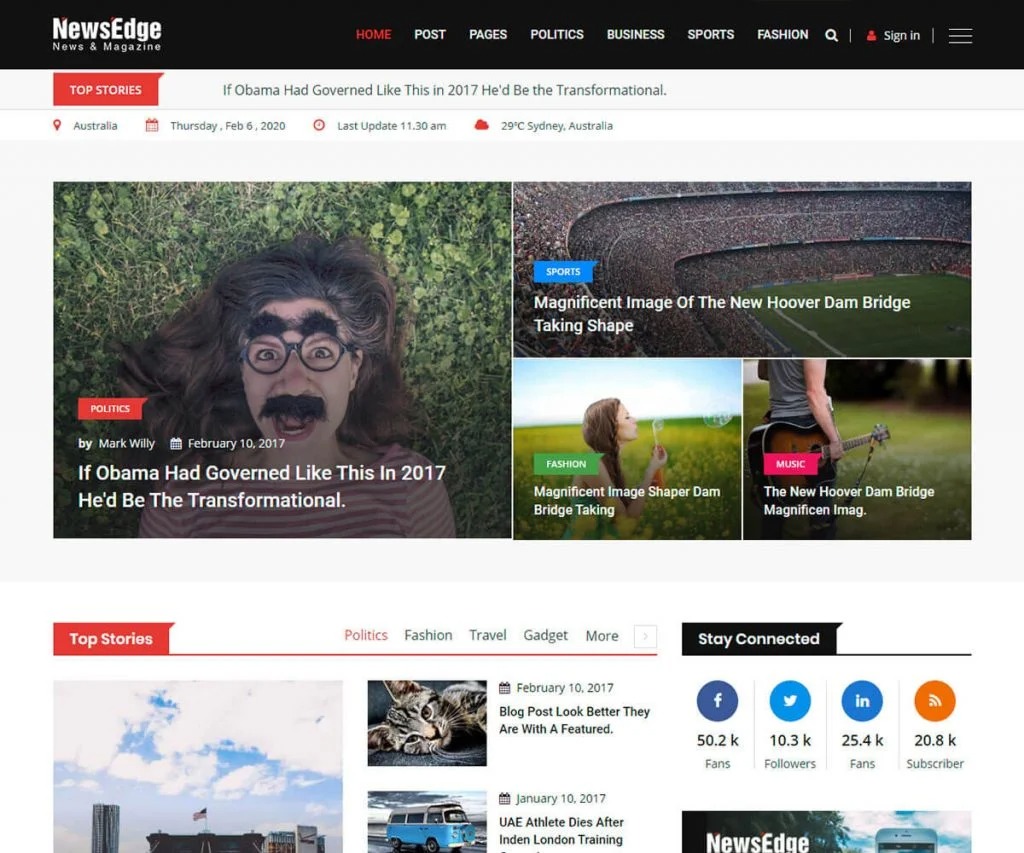 NewsEdge
News & Magazine
HOME POST PAGES POLITICS BUSINESS SPORTS FASHION Sign in
TOP STORIES
If Obama Had Governed Like This in 2017 He'd Be the Transformational.
Australia Thursday , Feb 6 , 2020 Last Update 11.30 am 29°C Sydney, Australia
POLITICS
by Mark Willy February 10, 2017
If Obama Had Governed Like This In 2017
He'd Be The Transformational.
SPORTS
Magnificent Image Of The New Hoover Dam Bridge
Taking Shape
FASHION
Magnificent Image Shaper Dam
Bridge Taking
MUSIC
The New Hoover Dam Bridge
Magnificen Imag.
Top Stories
Politics Fashion Travel Gadget More
February 10, 2017
Blog Post Look Better They
Are With A Featured.
January 10, 2017
UAE Athlete Dies After
Inden London Training
Stay Connected
50.2 k 10.3 k 25.4 k 20.8 k
Fans Followers Fans Subscriber
NewsEdge